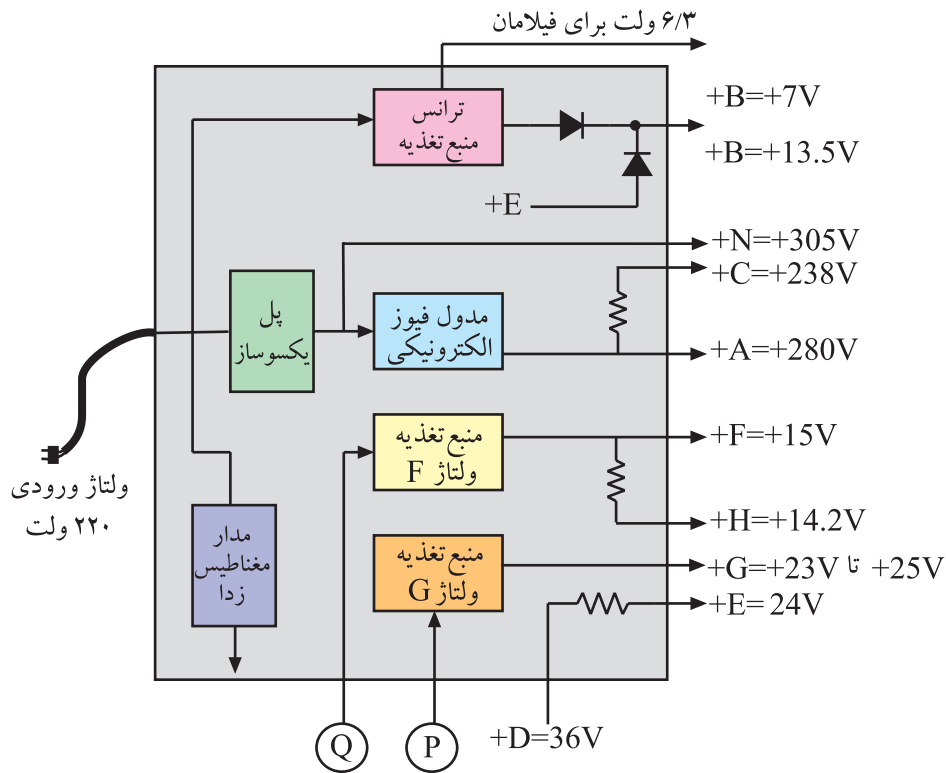 ۶/۳ ولت برای فیلامان
ترانس
منبع تغذیه
+B=+7V
+B=+13.5V
+E
+N=+305V
+C=+238V
پل
یکسوساز
مدول فیوز
الکترونیکی
+A=+280V
منبع تغذیه
ولتاژ F
+F=+15V
ولتاژ ورودی
۲۲۰ ولت
مدار
مغناطیس
زدا
+H=+14.2V
منبع تغذیه
ولتاژ G
+G=+23V تا +25V
+E= 24V
Q
P
+D=36V